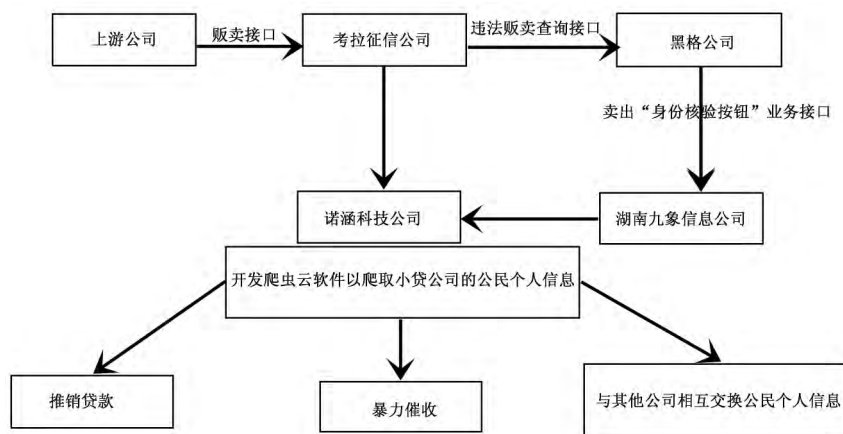 上游公司
贩卖接口
考拉征信公司
违法贩卖查询接口
黑格公司
卖出“身份核验按钮”业务接口
诺涵科技公司
湖南九象信息公司
开发爬虫云软件以爬取小贷公司的公民个人信息
推销贷款
暴力催收
与其他公司相互交换公民个人信息